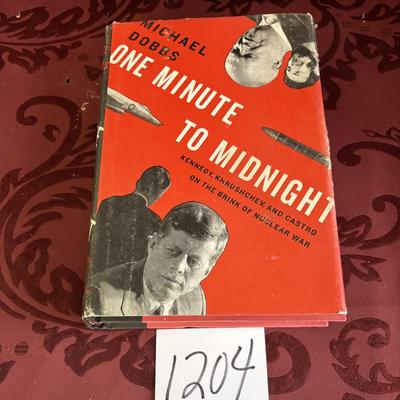 MICHAEL
DOBBS
ONE MINUTE
TO MIDNIGHT
KENNEDY, KHRUSHCHEV, AND CASTRO
ON THE BRINK OF NUCLEAR WAR
1204